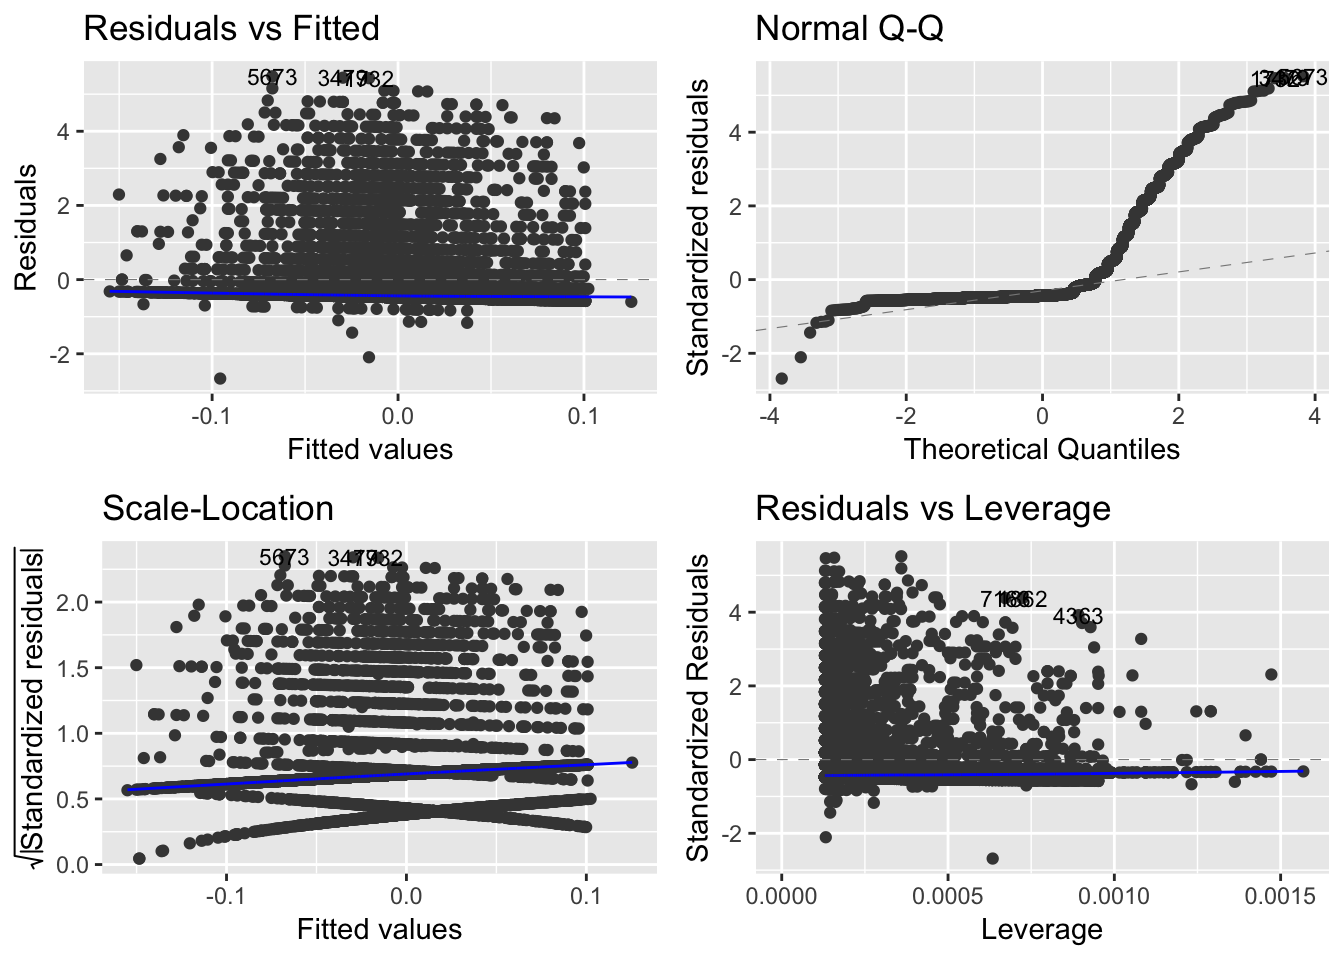 Residuals vs Fitted
5673
4
2
0
-2
-0.1
0.0
0.1
Residuals
Fitted values
Normal Q-Q
4
2
0
-2
-4
-2
0
2
4
Standardized residuals
Theoretical Quantiles
Scale-Location
5673
2.0
1.5
1.0
0.5
0.0
-0.1
0.0
0.1
√|Standardized residuals|
Fitted values
Residuals vs Leverage
4363
4
2
0
-2
0.0000
0.0005
0.0010
0.0015
Standardized Residuals
Leverage